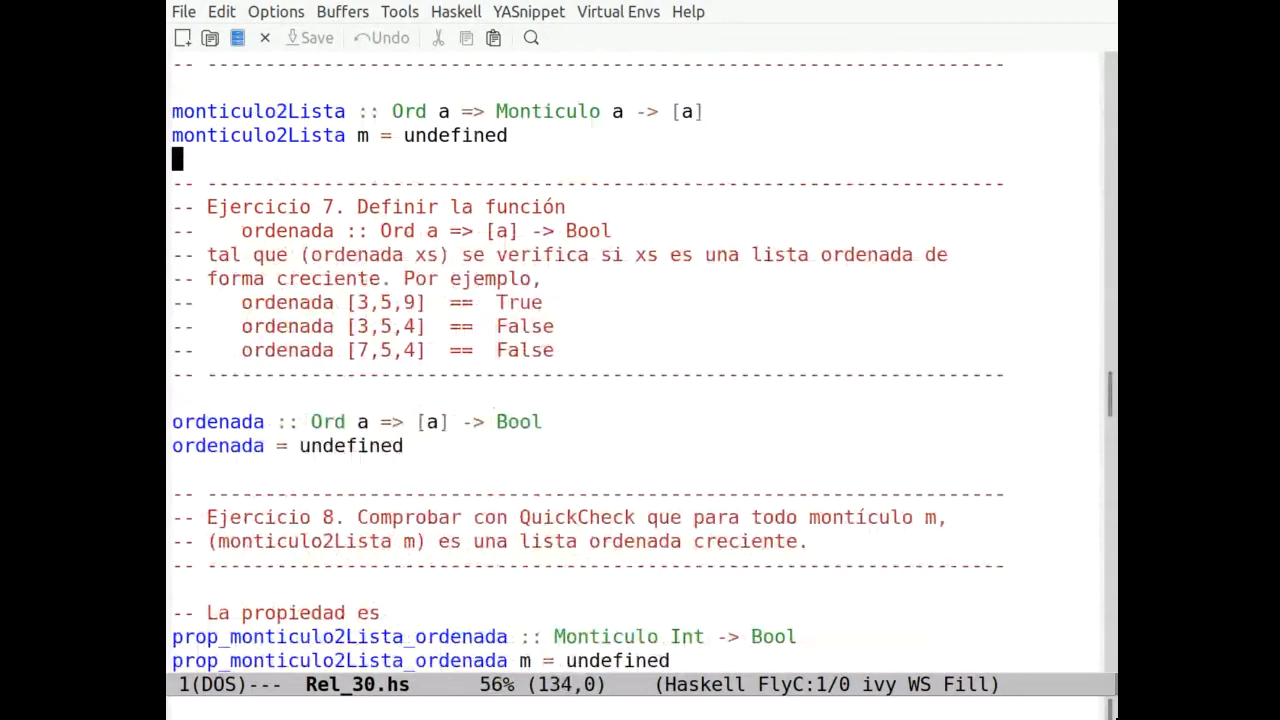 File Edit Options Buffers Tools Haskell YASnippet Virtual Envs Help
Save Undo
-- ---------------------------------------------------------------------
monticulo2Lista :: Ord a => Monticulo a -> [a]
monticulo2Lista m = undefined
-- ---------------------------------------------------------------------
-- Ejercicio 7. Definir la función
--    ordenada :: Ord a => [a] -> Bool
-- tal que (ordenada xs) se verifica si xs es una lista ordenada de
-- forma creciente. Por ejemplo,
--    ordenada [3,5,9]  ==  True
--    ordenada [3,5,4]  ==  False
--    ordenada [7,5,4]  ==  False
-- ---------------------------------------------------------------------
ordenada :: Ord a => [a] -> Bool
ordenada = undefined
-- ---------------------------------------------------------------------
-- Ejercicio 8. Comprobar con QuickCheck que para todo montículo m,
-- (monticulo2Lista m) es una lista ordenada creciente.
-- ---------------------------------------------------------------------
-- La propiedad es
prop_monticulo2Lista_ordenada :: Monticulo Int -> Bool
prop_monticulo2Lista_ordenada m = undefined
1(DOS)---  Rel_30.hs      56% (134,0)    (Haskell FlyC:1/0 ivy WS Fill)